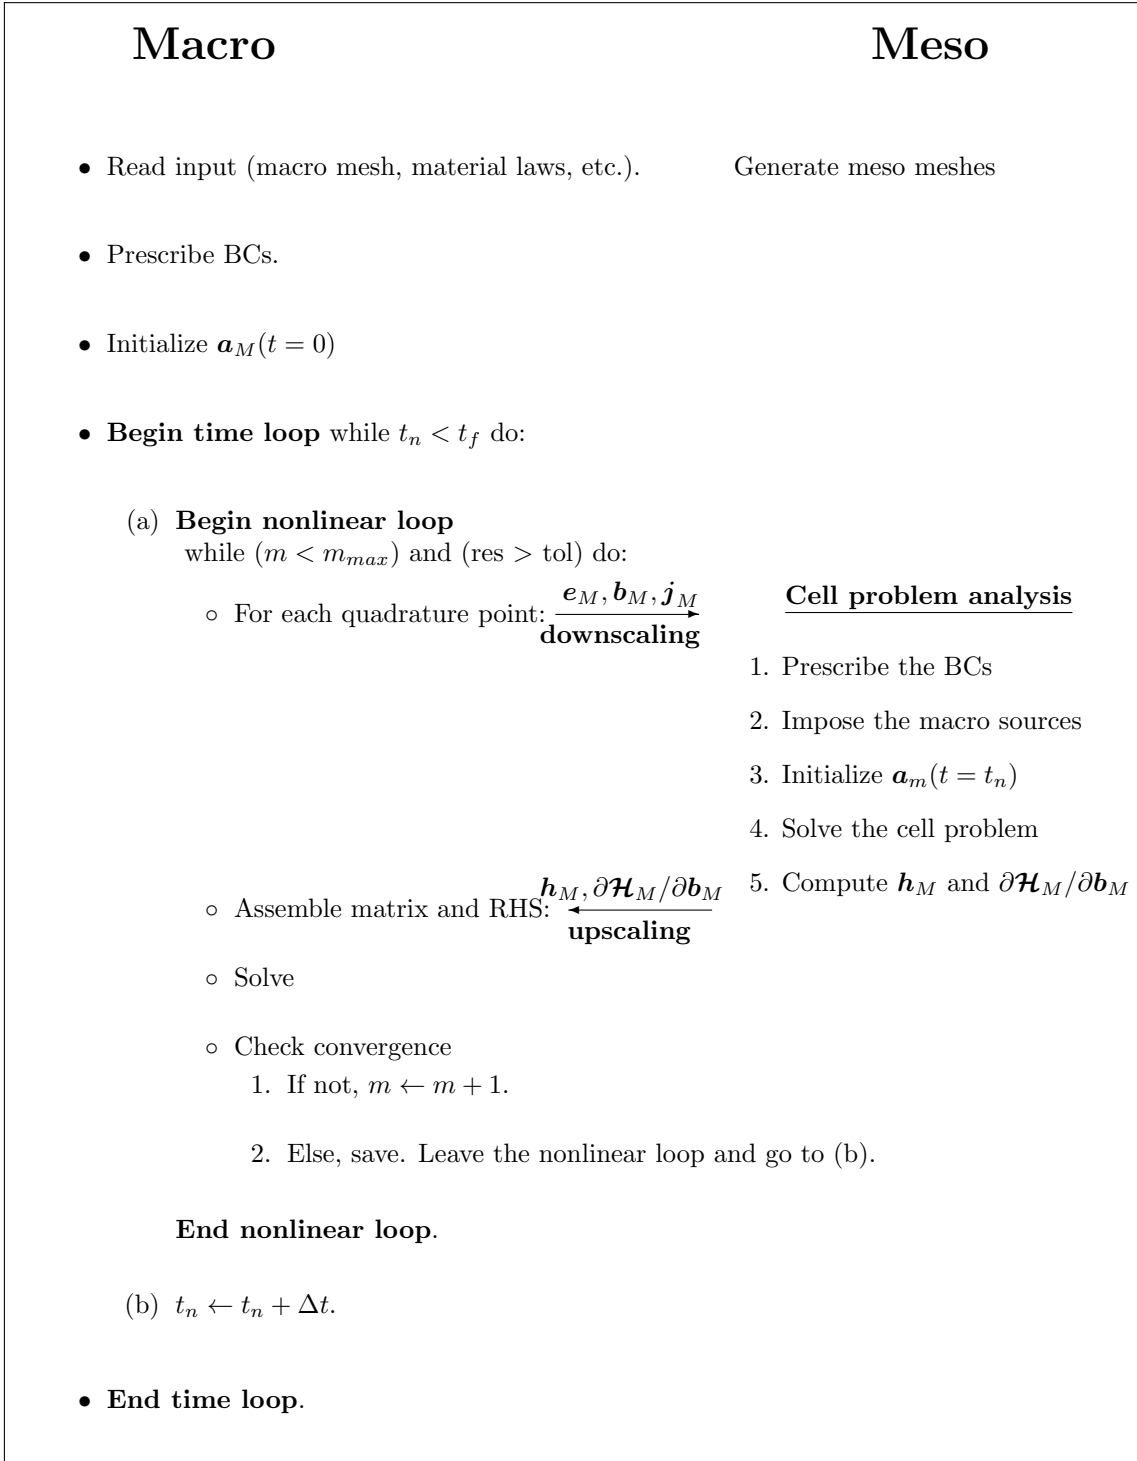 Macro Meso
• Read input (macro mesh, material laws, etc.). Generate meso meshes
• Prescribe BCs.
• Initialize a_M(t = 0)
• Begin time loop while t_n < t_f do:
(a) Begin nonlinear loop
while (m < m_max) and (res > tol) do:
e_M, b_M, j_M
◦ For each quadrature point: ⟶ Cell problem analysis
downscaling
1. Prescribe the BCs
2. Impose the macro sources
3. Initialize a_m(t = t_n)
4. Solve the cell problem
h_M, ∂𝓗_M/∂b_M 5. Compute h_M and ∂𝓗_M/∂b_M
◦ Assemble matrix and RHS: ⟵
upscaling
◦ Solve
◦ Check convergence
1. If not, m ← m + 1.
2. Else, save. Leave the nonlinear loop and go to (b).
End nonlinear loop.
(b) t_n ← t_n + Δt.
• End time loop.